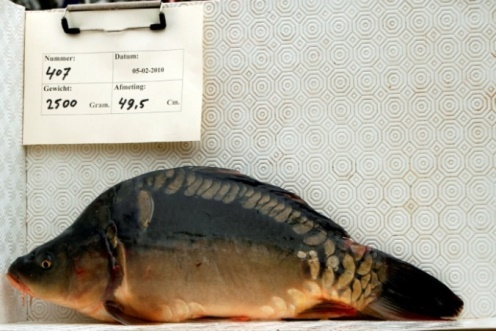 Nummer: Datum:
407 05-02-2010
Gewicht: Afmeting:
2500 Gram. 49,5 Cm.